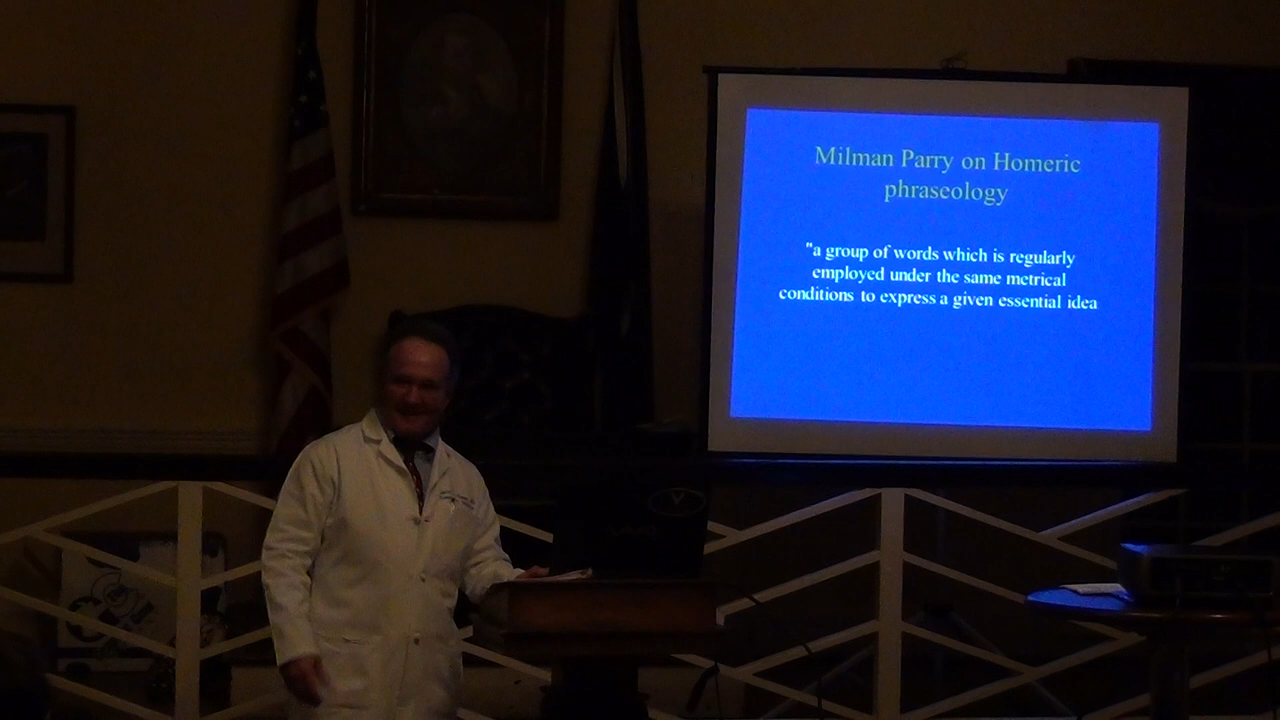 Milman Parry on Homeric
phraseology
"a group of words which is regularly
employed under the same metrical
conditions to express a given essential idea
V